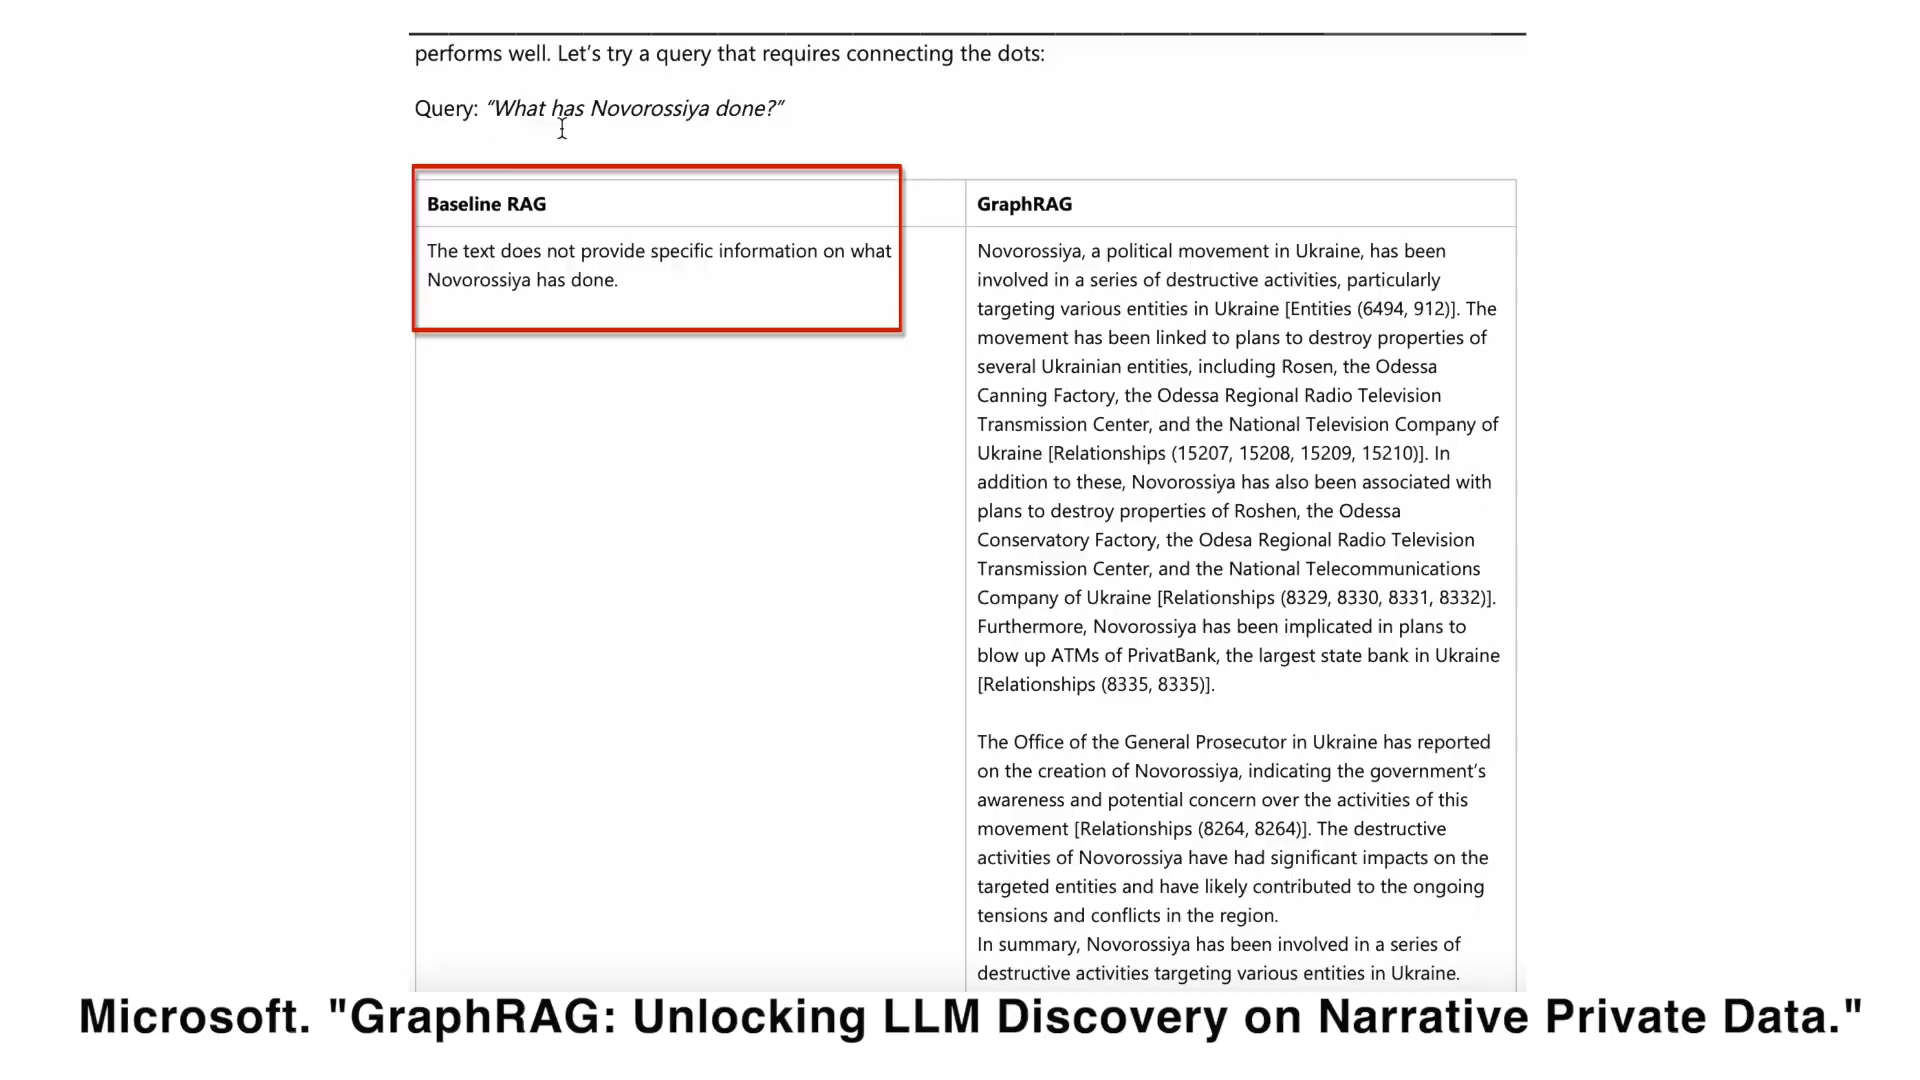 performs well. Let’s try a query that requires connecting the dots:
Query: “What has Novorossiya done?”
Baseline RAG
The text does not provide specific information on what
Novorossiya has done.
GraphRAG
Novorossiya, a political movement in Ukraine, has been
involved in a series of destructive activities, particularly
targeting various entities in Ukraine [Entities (6494, 912)]. The
movement has been linked to plans to destroy properties of
several Ukrainian entities, including Rosen, the Odessa
Canning Factory, the Odessa Regional Radio Television
Transmission Center, and the National Television Company of
Ukraine [Relationships (15207, 15208, 15209, 15210)]. In
addition to these, Novorossiya has also been associated with
plans to destroy properties of Roshen, the Odessa
Conservatory Factory, the Odesa Regional Radio Television
Transmission Center, and the National Telecommunications
Company of Ukraine [Relationships (8329, 8330, 8331, 8332)].
Furthermore, Novorossiya has been implicated in plans to
blow up ATMs of PrivatBank, the largest state bank in Ukraine
[Relationships (8335, 8335)].
The Office of the General Prosecutor in Ukraine has reported
on the creation of Novorossiya, indicating the government’s
awareness and potential concern over the activities of this
movement [Relationships (8264, 8264)]. The destructive
activities of Novorossiya have had significant impacts on the
targeted entities and have likely contributed to the ongoing
tensions and conflicts in the region.
In summary, Novorossiya has been involved in a series of
destructive activities targeting various entities in Ukraine.
Microsoft. "GraphRAG: Unlocking LLM Discovery on Narrative Private Data."